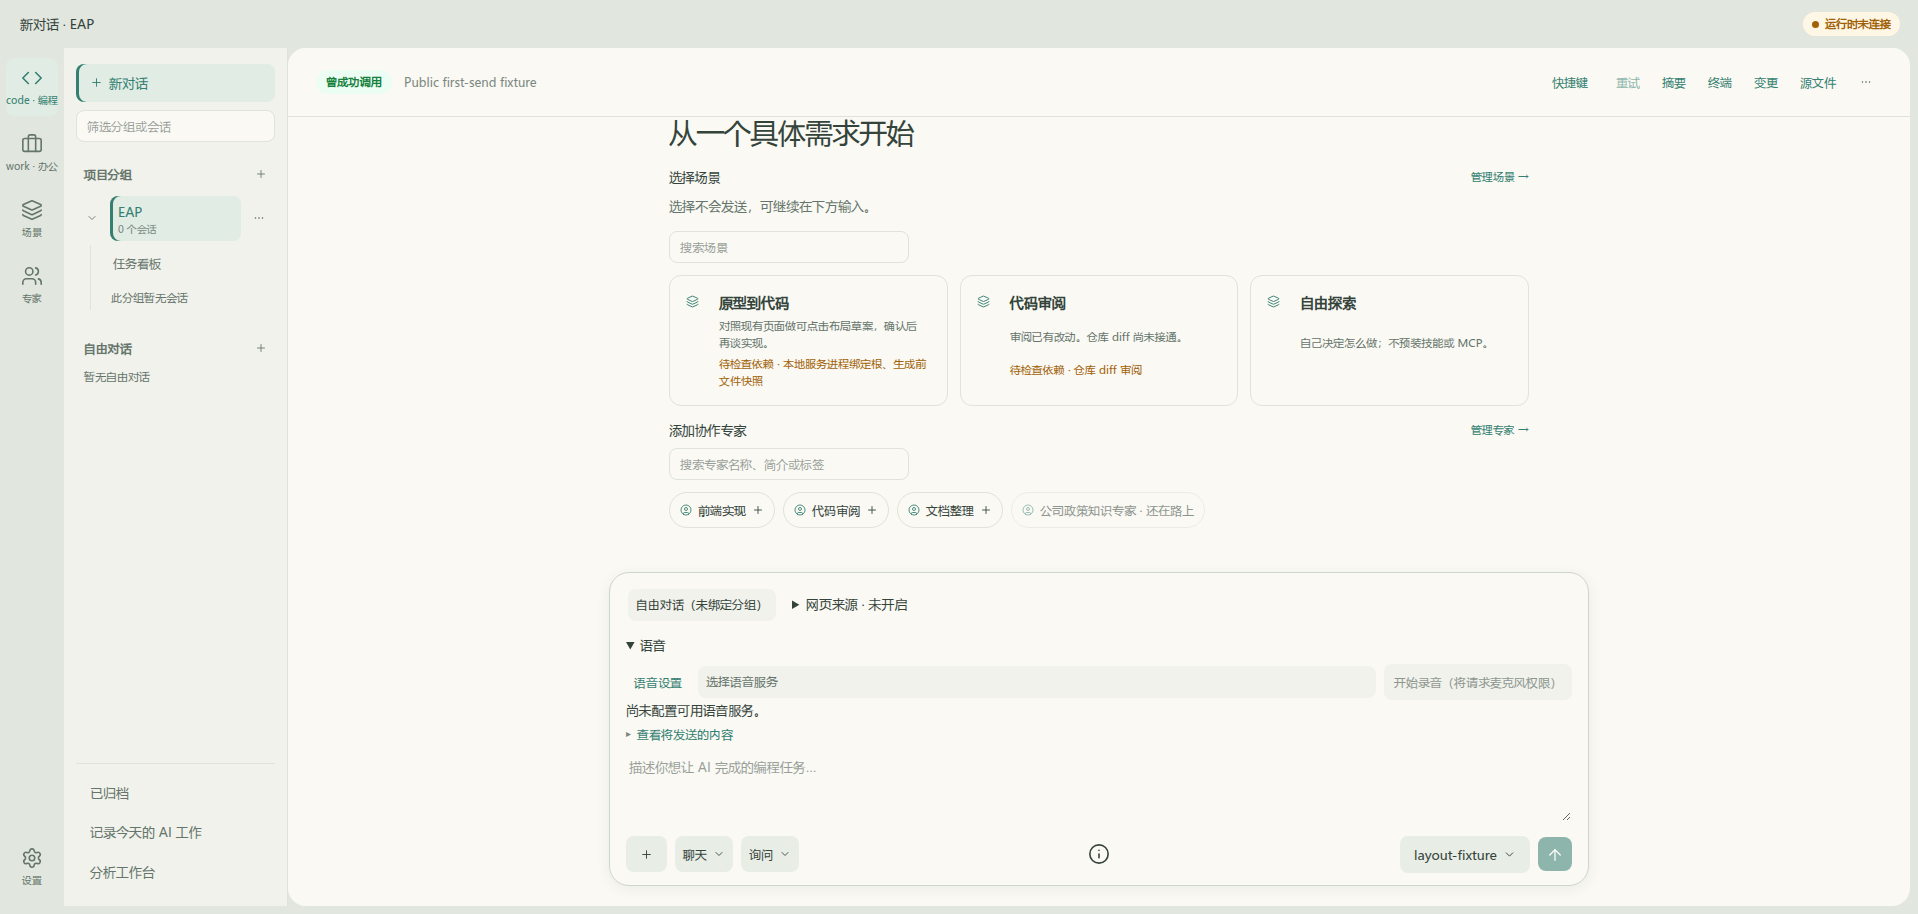 新对话 · EAP
运行时未连接
code · 编程
work · 办公
场景
专家
设置
+ 新对话
筛选分组或会话
项目分组 +
EAP ...
0 个会话
任务看板
此分组暂无会话
自由对话 +
暂无自由对话
已归档
记录今天的 AI 工作
分析工作台
曾成功调用 Public first-send fixture 快捷键 重试 摘要 终端 变更 源文件 ...
从一个具体需求开始
选择场景 管理场景 →
选择不会发送，可继续在下方输入。
搜索场景
原型到代码
对照现有页面做可点击布局草案，确认后
再谈实现。
待检查依赖 · 本地服务进程绑定根、生成前
文件快照
代码审阅
审阅已有改动。仓库 diff 尚未接通。
待检查依赖 · 仓库 diff 审阅
自由探索
自己决定怎么做；不预装技能或 MCP。
添加协作专家 管理专家 →
搜索专家名称、简介或标签
前端实现 + 代码审阅 + 文档整理 + 公司政策知识专家 · 还在路上
自由对话（未绑定分组） ▶ 网页来源 · 未开启
▼ 语音
语音设置 选择语音服务 开始录音（将请求麦克风权限）
尚未配置可用语音服务。
▸ 查看将发送的内容
描述你想让 AI 完成的编程任务...
+ 聊天 询问 layout-fixture